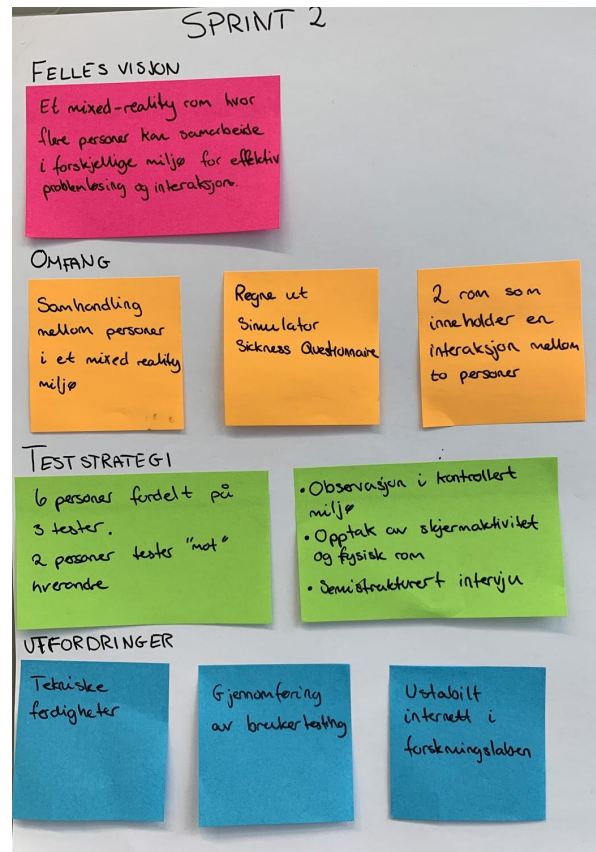 SPRINT 2
FELLES VISJON
Et mixed-reality rom hvor
flere personer kan samarbeide
i forskjellige miljø for effektiv
problemløsing og interaksjon.
OMFANG
Samhandling
mellom personer
i et mixed reality
miljø
Regne ut
Simulator
Sickness Questionnaire
2 rom som
inneholder en
interaksjon mellom
to personer
TESTSTRATEGI
6 personer fordelt på
3 tester.
2 personer tester "mot"
hverandre
• Observasjon i kontrollert
miljø
• Opptak av skjermaktivitet
og fysisk rom
• Semistrukturert intervju
UTFORDRINGER
Tekniske
ferdigheter
Gjennomføring
av brukertesting
Ustabilt
internett i
forskningslaben